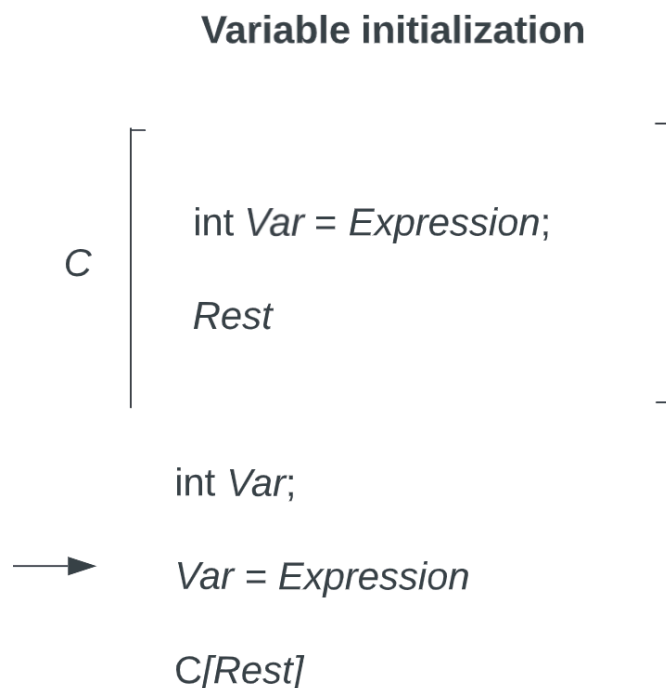 Variable initialization
int Var = Expression;
C
Rest
int Var;
Var = Expression
C[Rest]